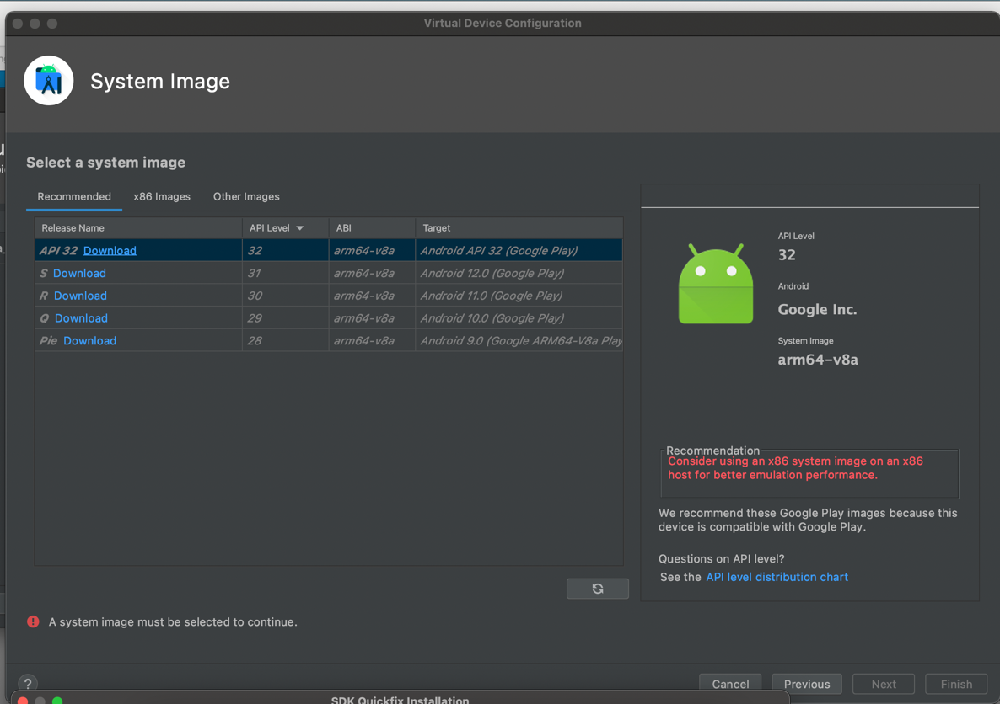 Virtual Device Configuration
System Image
Select a system image
Recommended x86 Images Other Images
Release Name API Level ABI Target
API 32 Download 32 arm64-v8a Android API 32 (Google Play)
S Download 31 arm64-v8a Android 12.0 (Google Play)
R Download 30 arm64-v8a Android 11.0 (Google Play)
Q Download 29 arm64-v8a Android 10.0 (Google Play)
Pie Download 28 arm64-v8a Android 9.0 (Google ARM64-V8a Play
API Level
32
Android
Google Inc.
System Image
arm64-v8a
Recommendation
Consider using an x86 system image on an x86
host for better emulation performance.
We recommend these Google Play images because this
device is compatible with Google Play.
Questions on API level?
See the API level distribution chart
! A system image must be selected to continue.
? Cancel Previous Next Finish
SDK Quickfix Installation